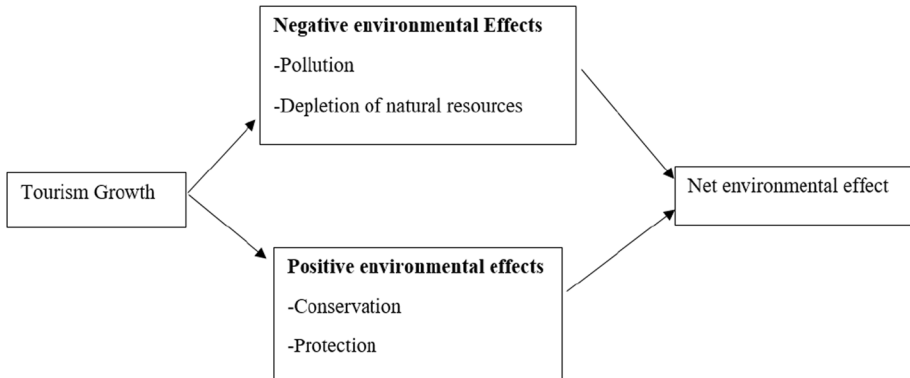 Negative environmental Effects
-Pollution
-Depletion of natural resources
Tourism Growth
Net environmental effect
Positive environmental effects
-Conservation
-Protection